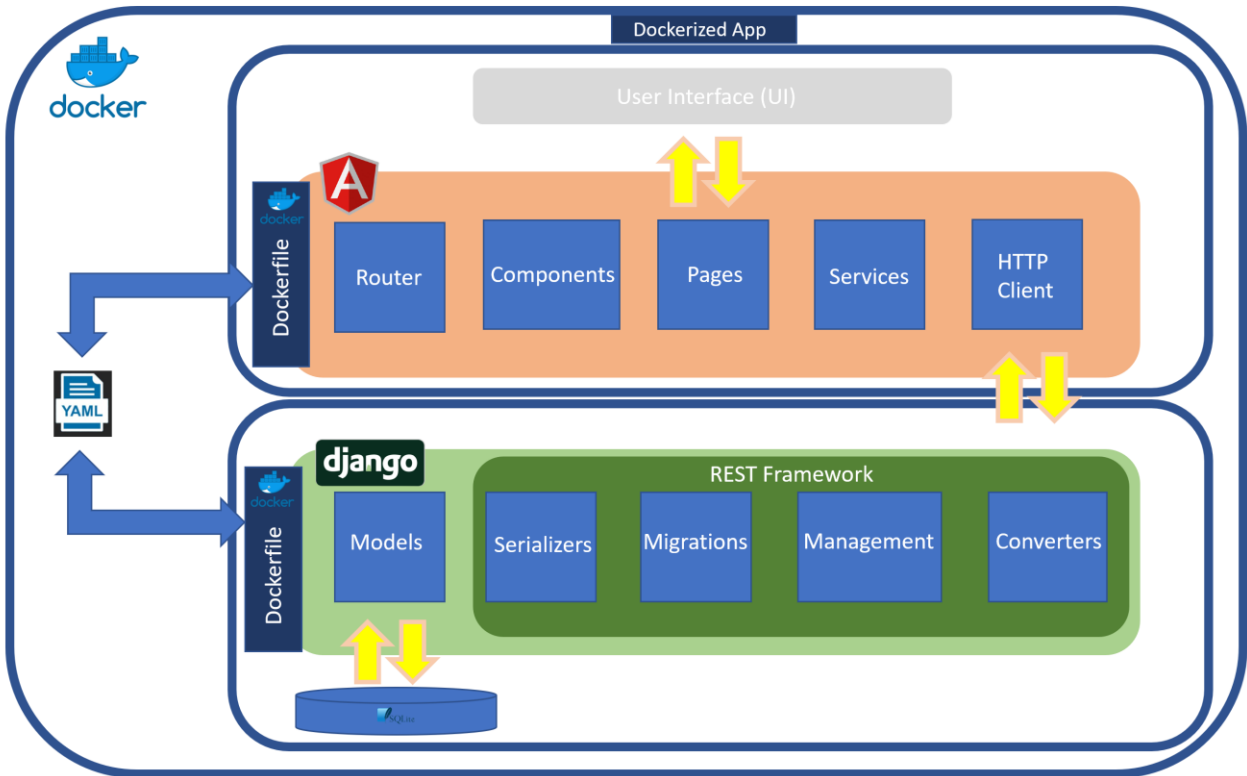 Dockerized App
docker
User Interface (UI)
docker
Dockerfile
Router
Components
Pages
Services
HTTP
Client
YAML
django
REST Framework
docker
Dockerfile
Models
Serializers
Migrations
Management
Converters
SQLite